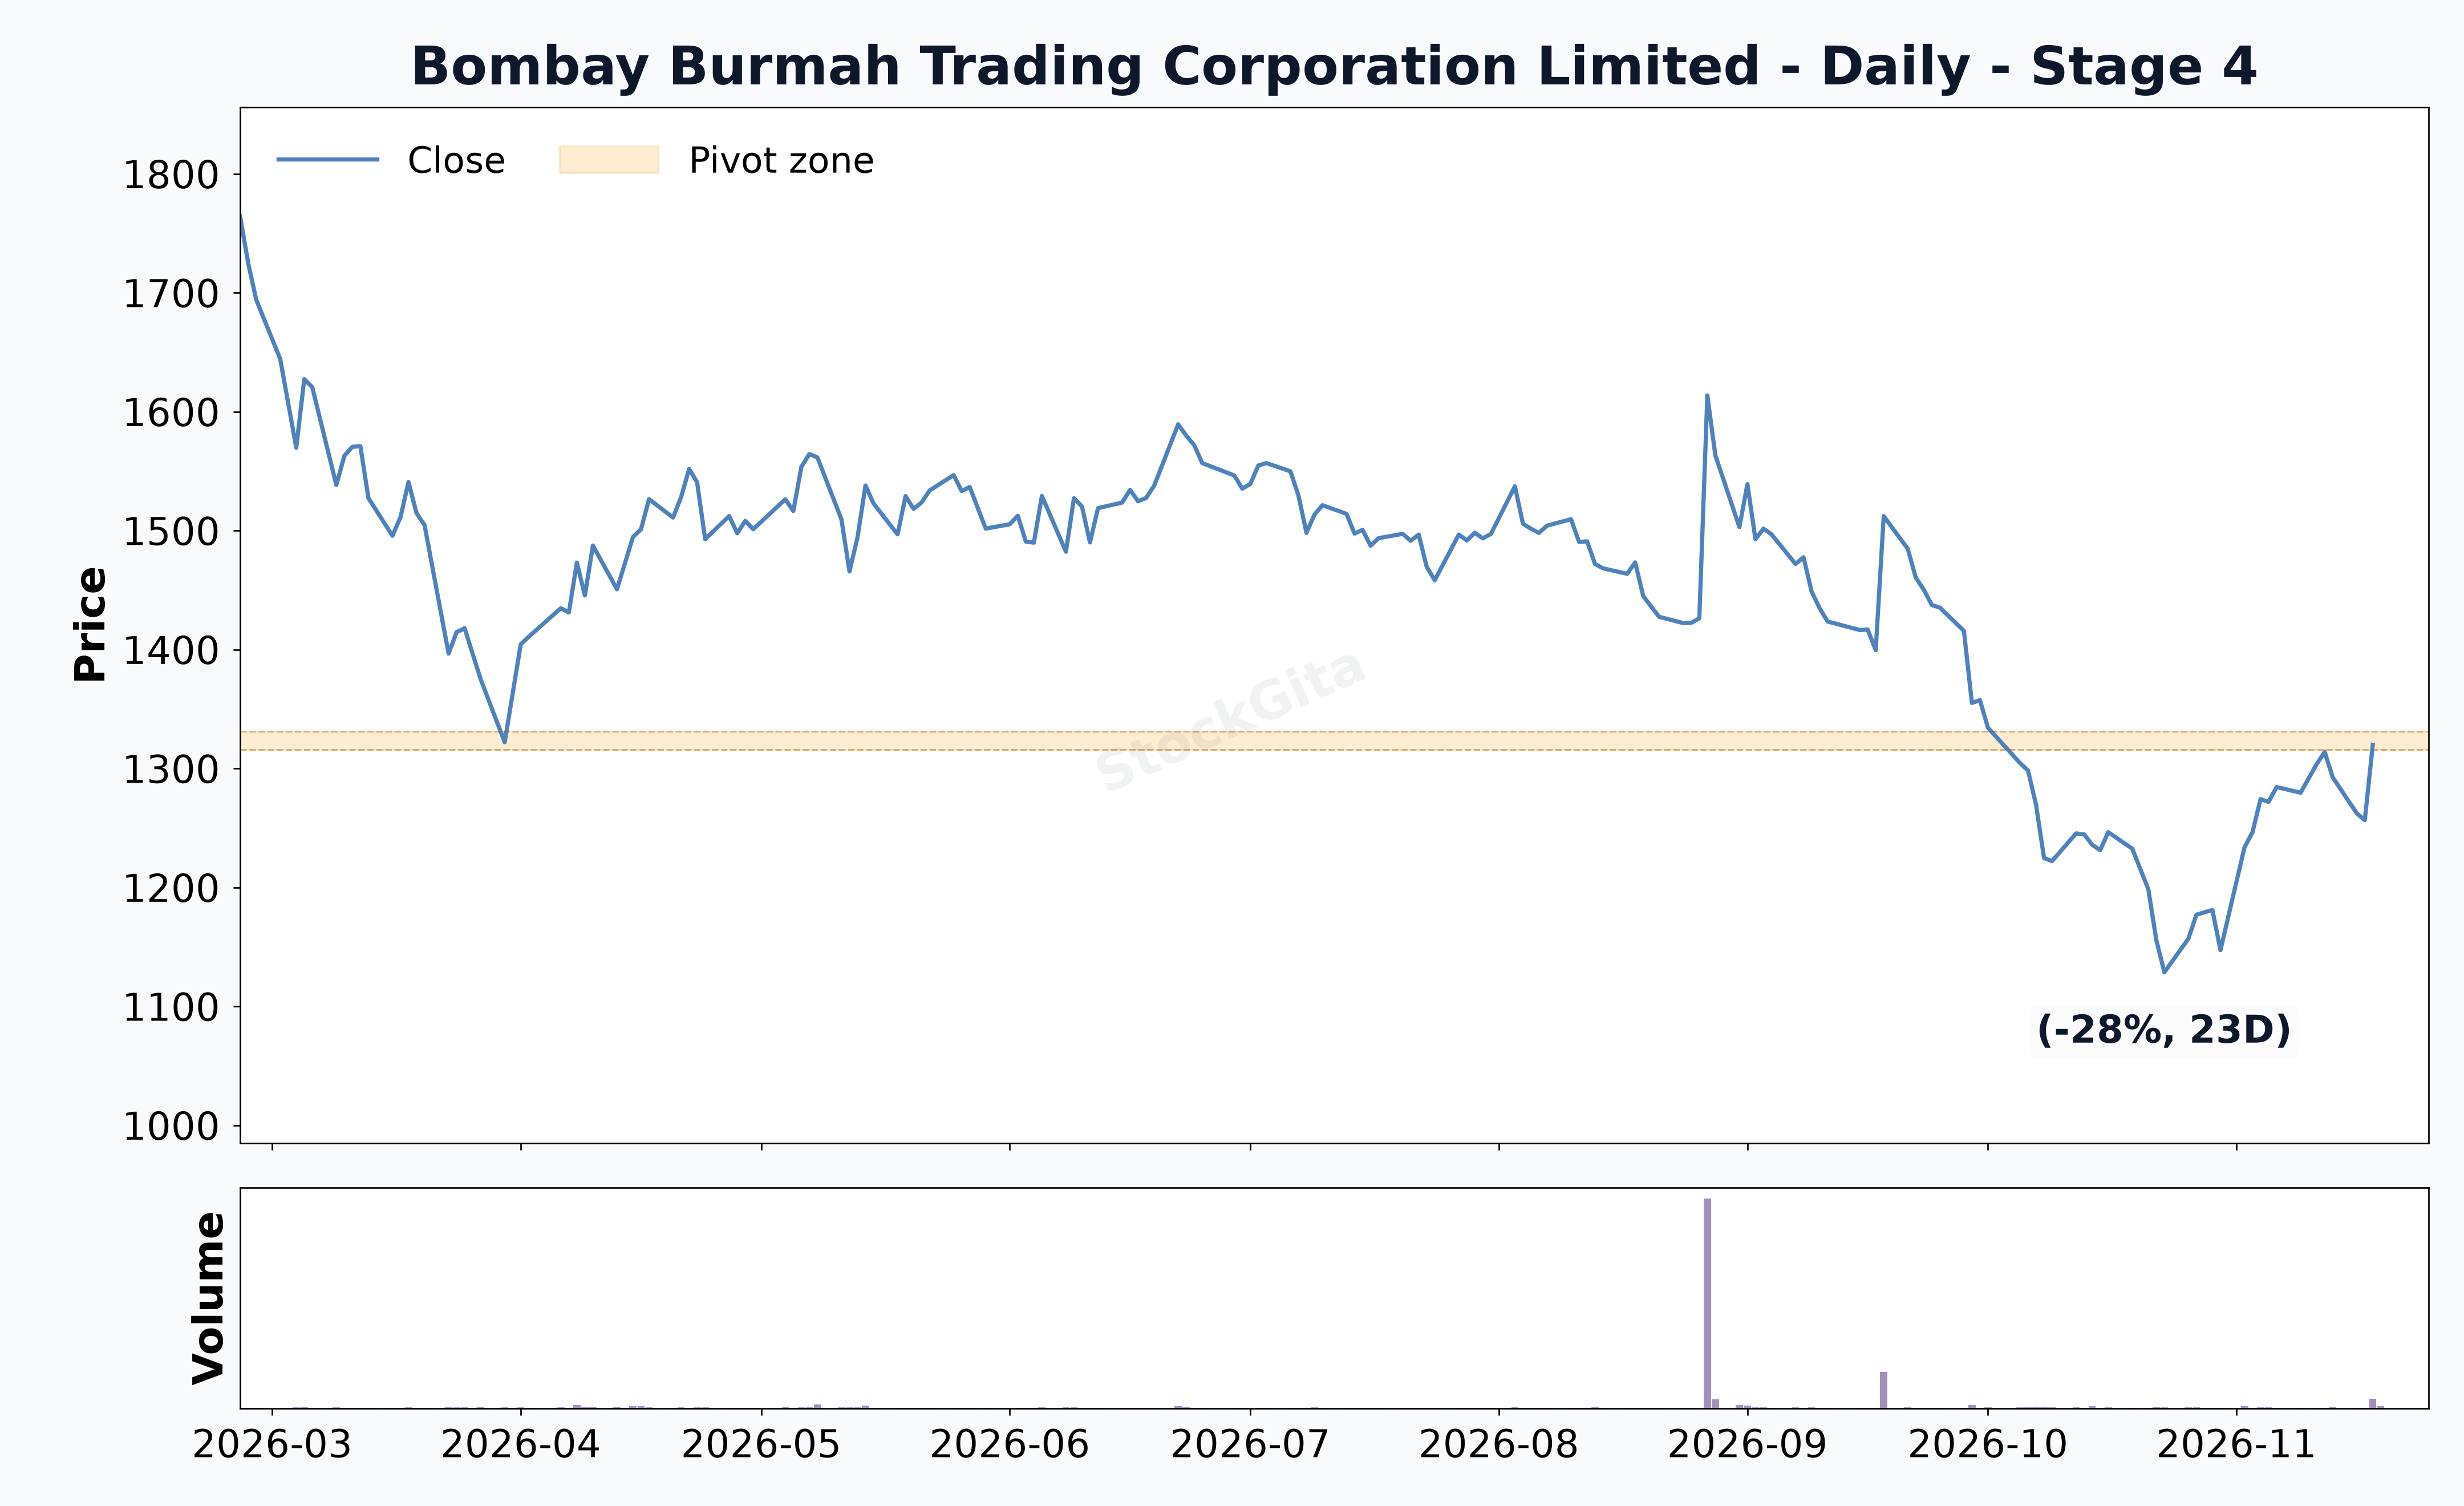 Bombay Burmah Trading Corporation Limited - Daily - Stage 4
Close
Pivot zone
Price
1800
1700
1600
1500
1400
1300
1200
1100
1000
StockGita
(-28%, 23D)
Volume
2026-03
2026-04
2026-05
2026-06
2026-07
2026-08
2026-09
2026-10
2026-11